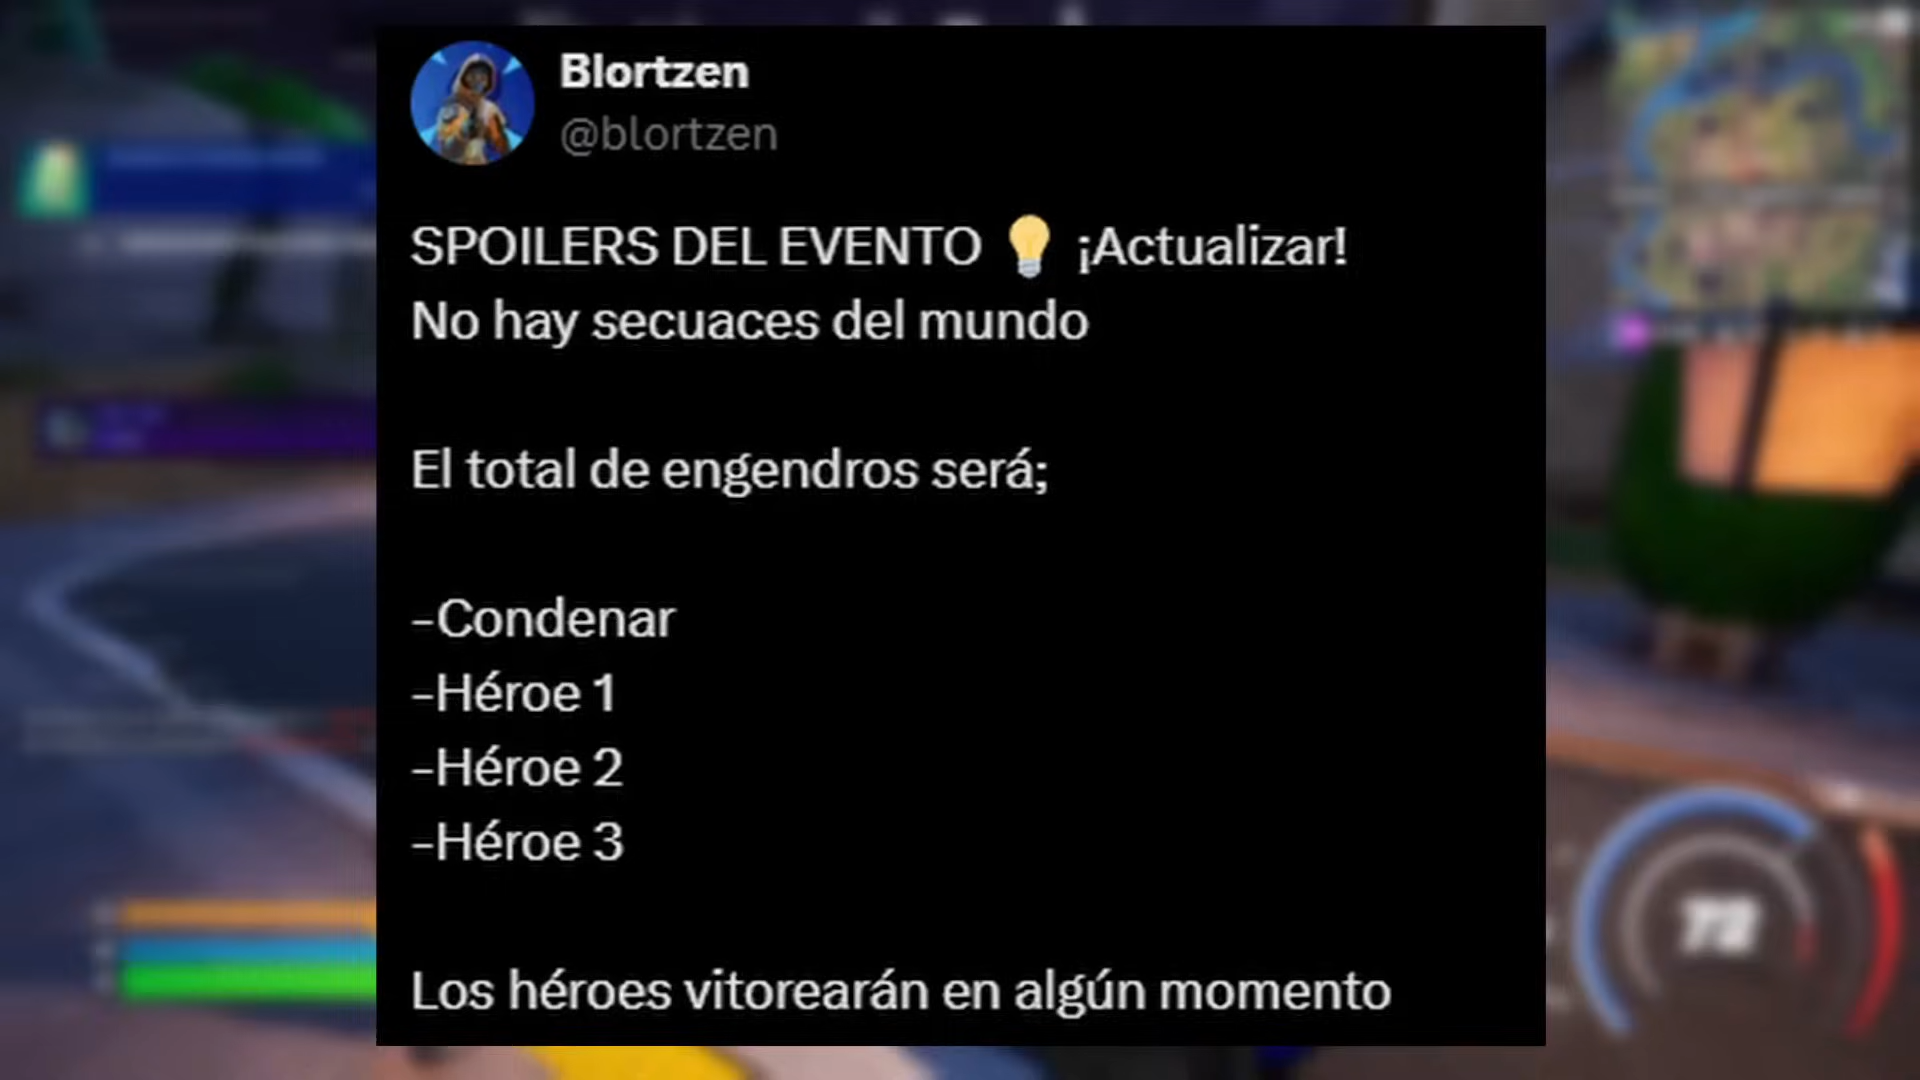 Blortzen
@blortzen
SPOILERS DEL EVENTO 💡 ¡Actualizar!
No hay secuaces del mundo
El total de engendros será;
-Condenar
-Héroe 1
-Héroe 2
-Héroe 3
Los héroes vitorearán en algún momento
72